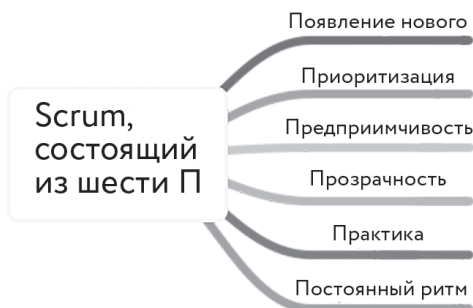 Scrum,
состоящий
из шести П
Появление нового
Приоритизация
Предприимчивость
Прозрачность
Практика
Постоянный ритм